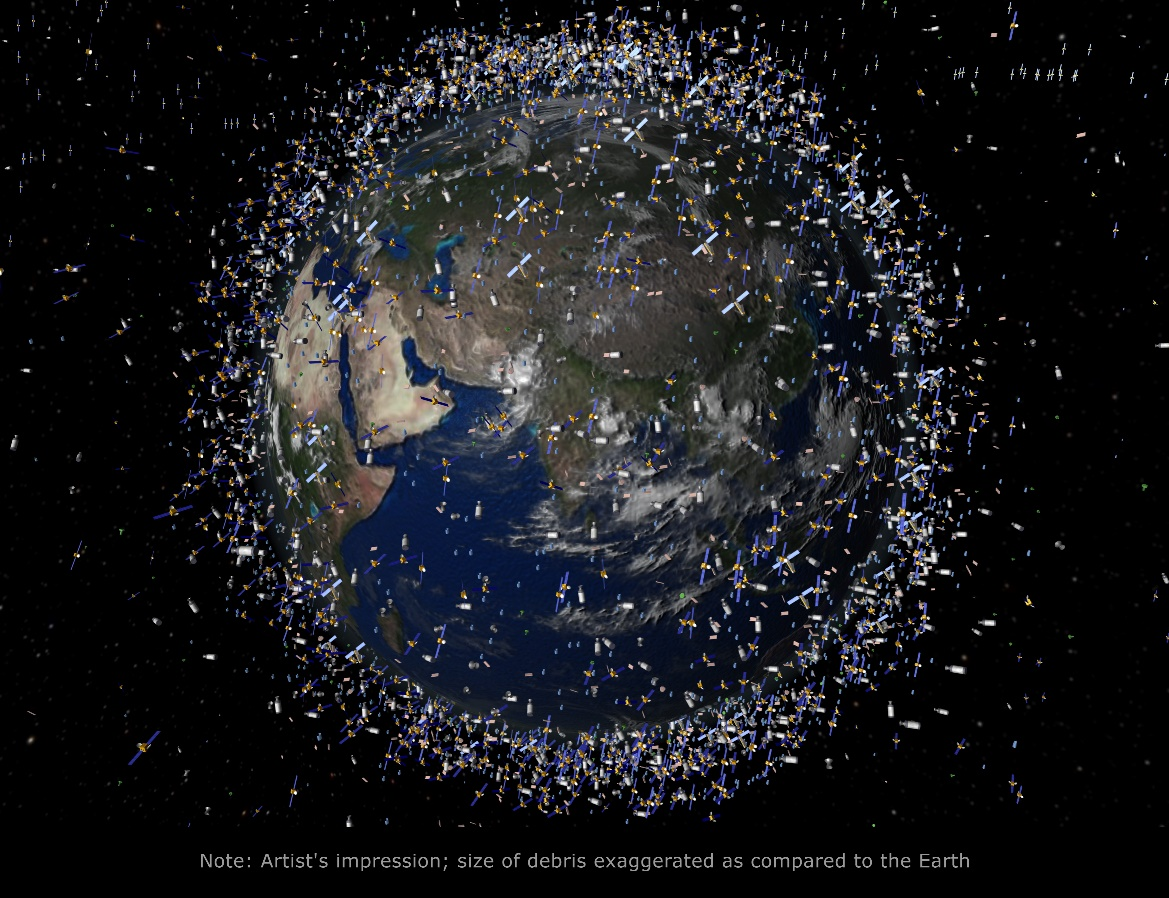 Note: Artist's impression; size of debris exaggerated as compared to the Earth